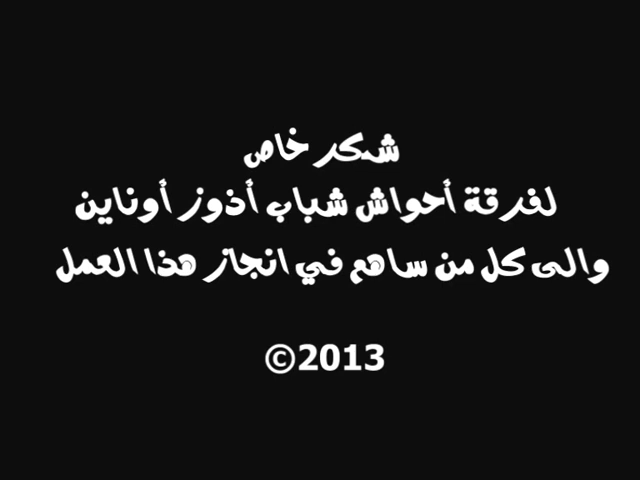 شكر خاص
لفرقة أحواش شباب أذوز أوناين
والى كل من ساهم في انجاز هذا العمل
©2013